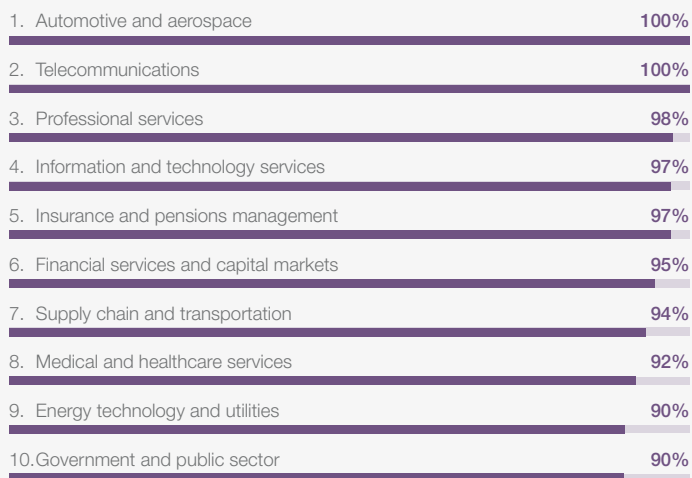 1. Automotive and aerospace 100%
2. Telecommunications 100%
3. Professional services 98%
4. Information and technology services 97%
5. Insurance and pensions management 97%
6. Financial services and capital markets 95%
7. Supply chain and transportation 94%
8. Medical and healthcare services 92%
9. Energy technology and utilities 90%
10.Government and public sector 90%